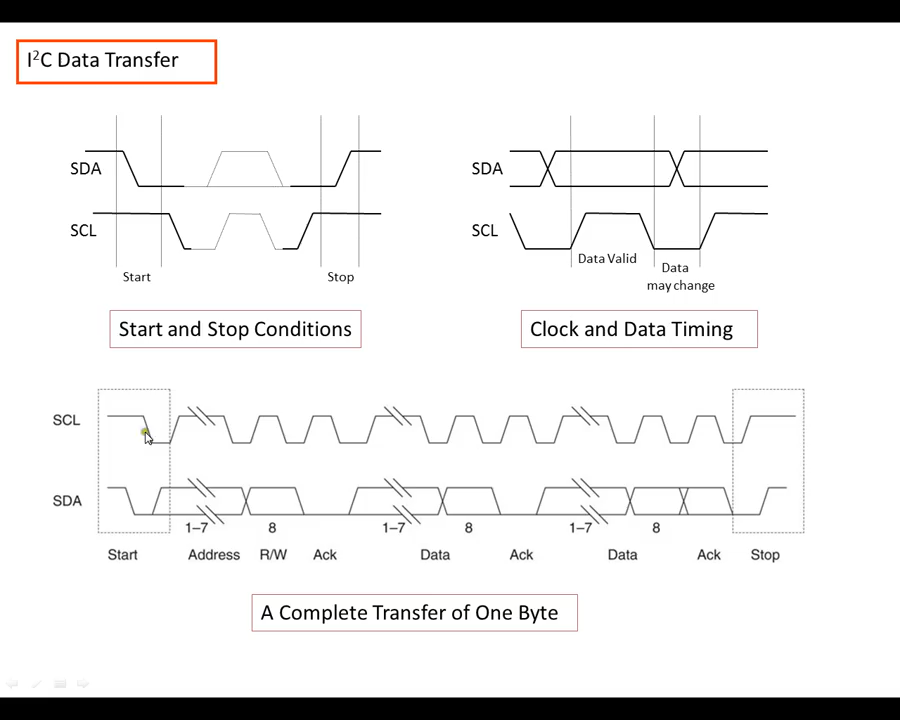 I²C Data Transfer
SDA
SCL
Start
Stop
SDA
SCL
Data Valid
Data
may change
Start and Stop Conditions
Clock and Data Timing
SCL
SDA
1–7
8
1–7
8
1–7
8
Start
Address
R/W
Ack
Data
Ack
Data
Ack
Stop
A Complete Transfer of One Byte